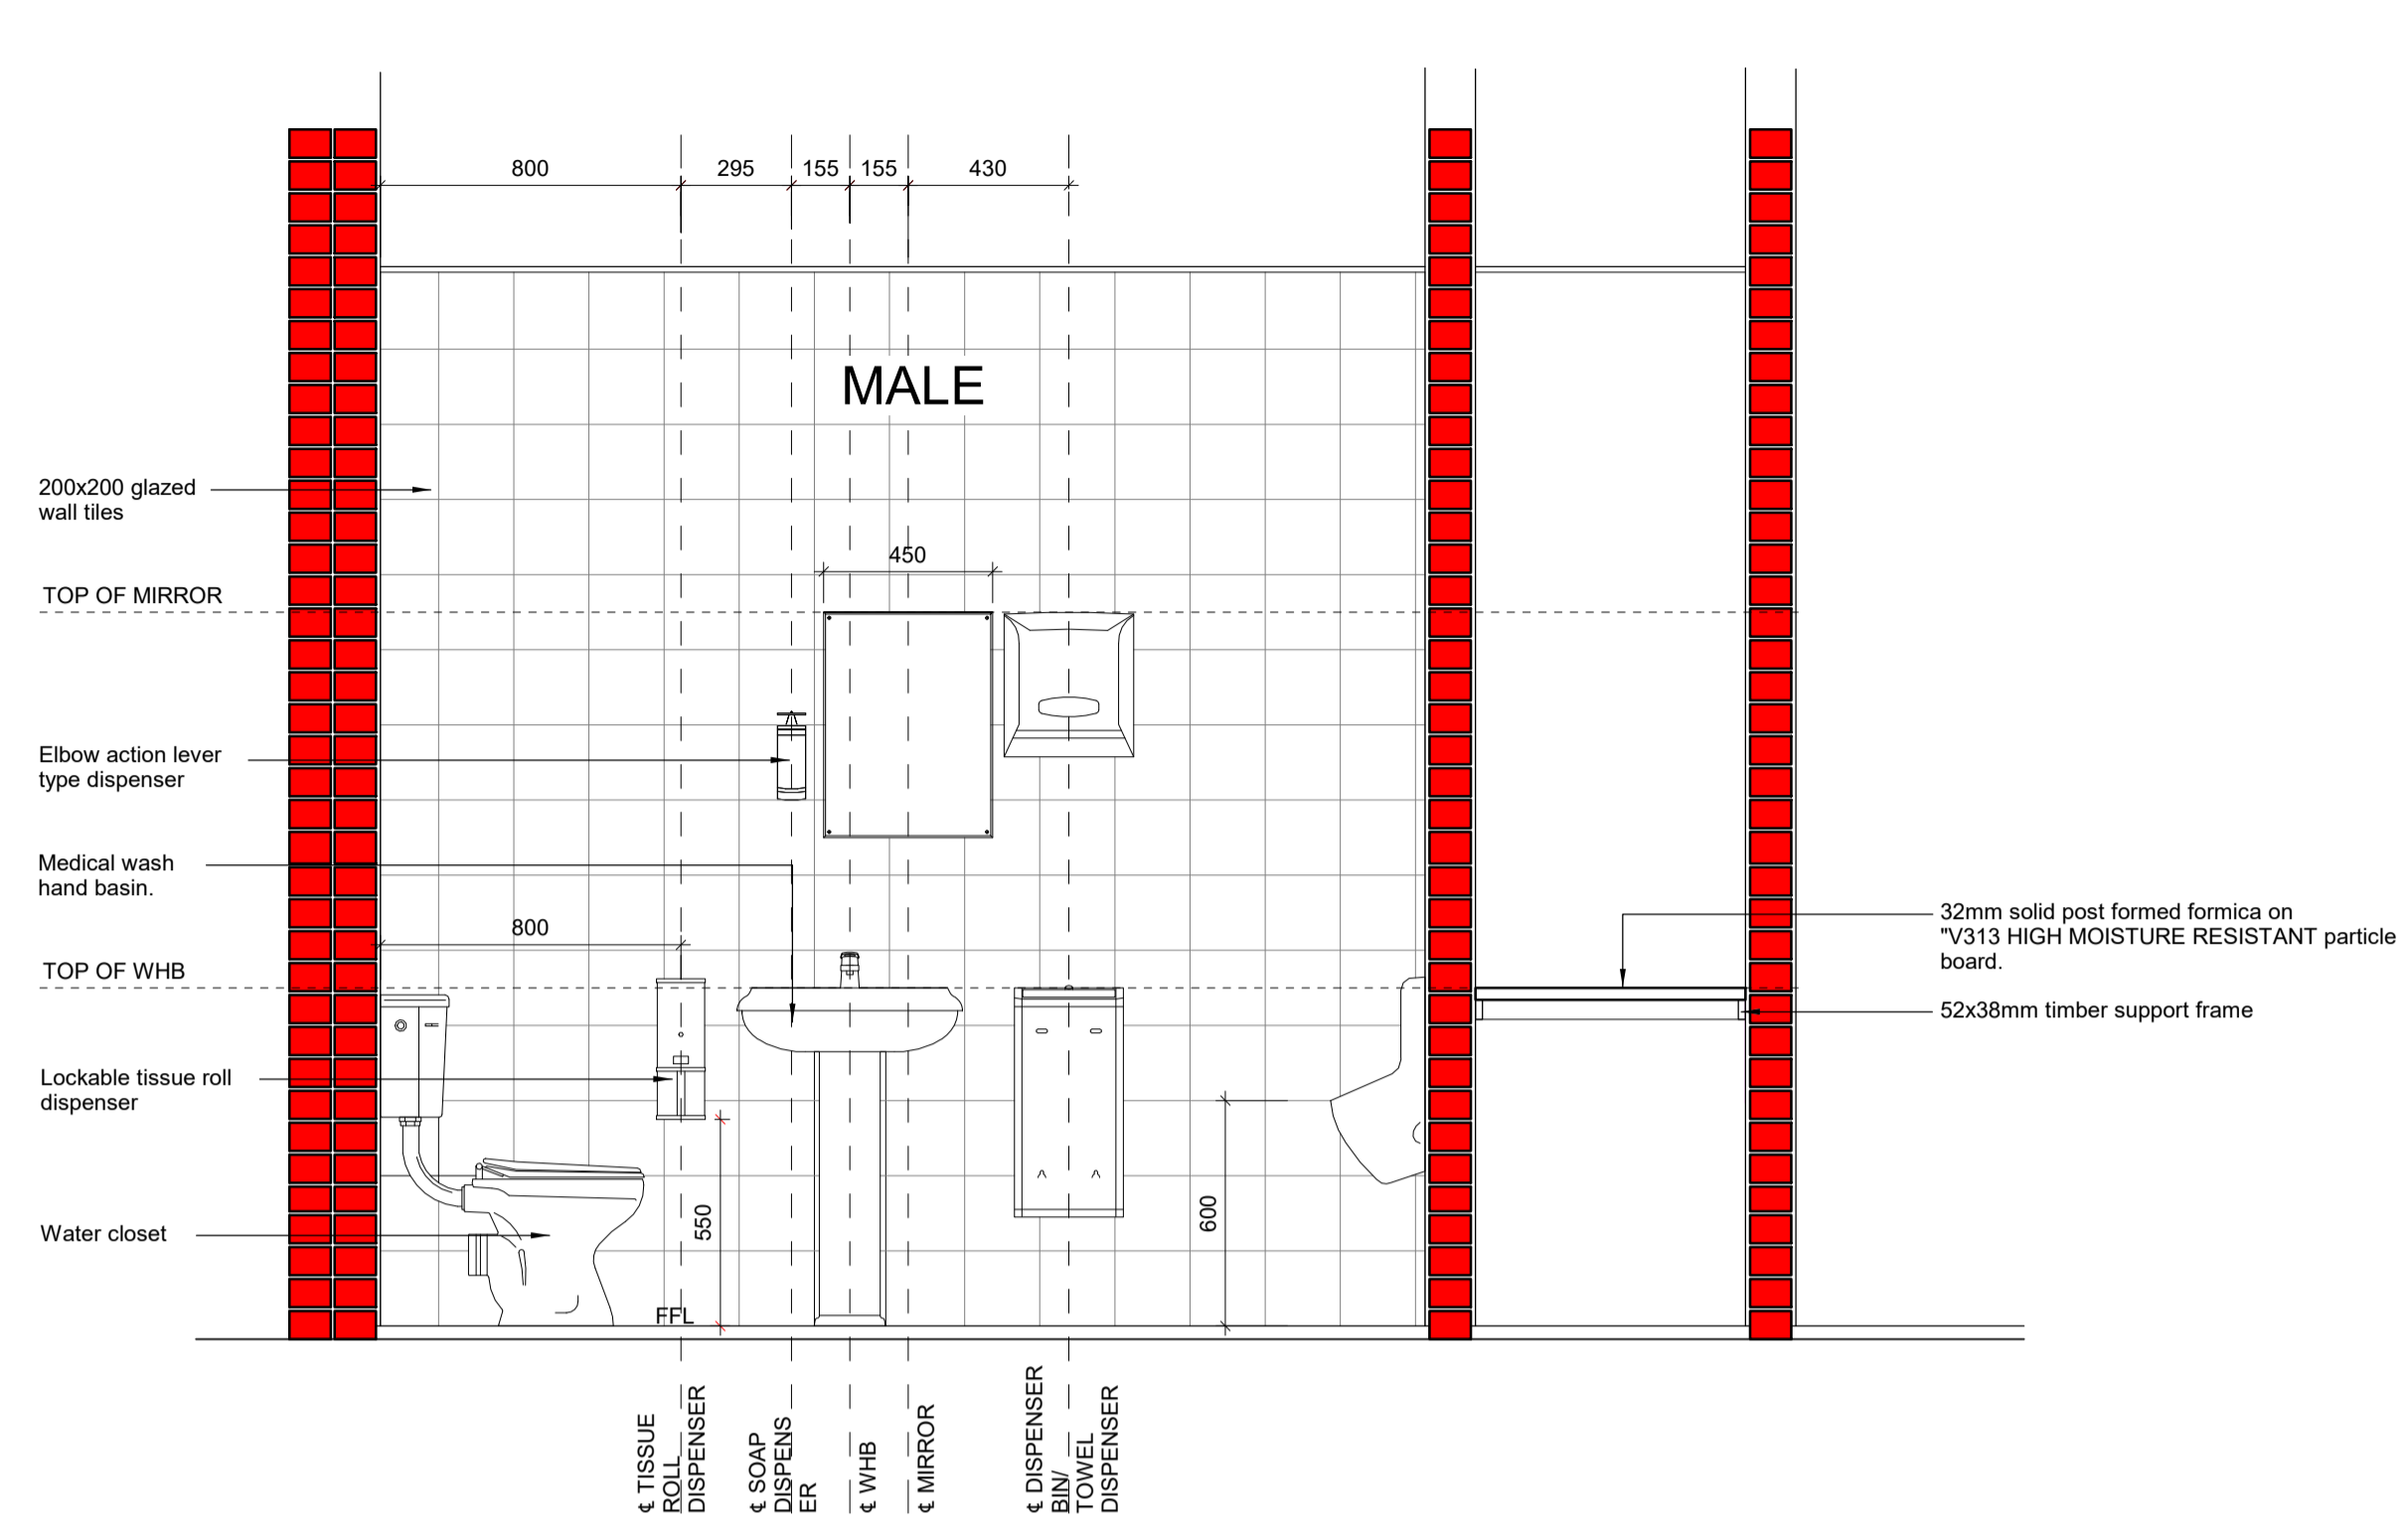 800
295
155
155
430
MALE
200x200 glazed
wall tiles
450
TOP OF MIRROR
Elbow action lever
type dispenser
Medical wash
hand basin.
800
32mm solid post formed formica on
"V313 HIGH MOISTURE RESISTANT particle
board.
TOP OF WHB
52x38mm timber support frame
Lockable tissue roll
dispenser
550
600
Water closet
FFL
℄ TISSUE
ROLL
DISPENSER
℄ SOAP
DISPENS
ER
℄ WHB
℄ MIRROR
℄ DISPENSER
BIN/
TOWEL
DISPENSER